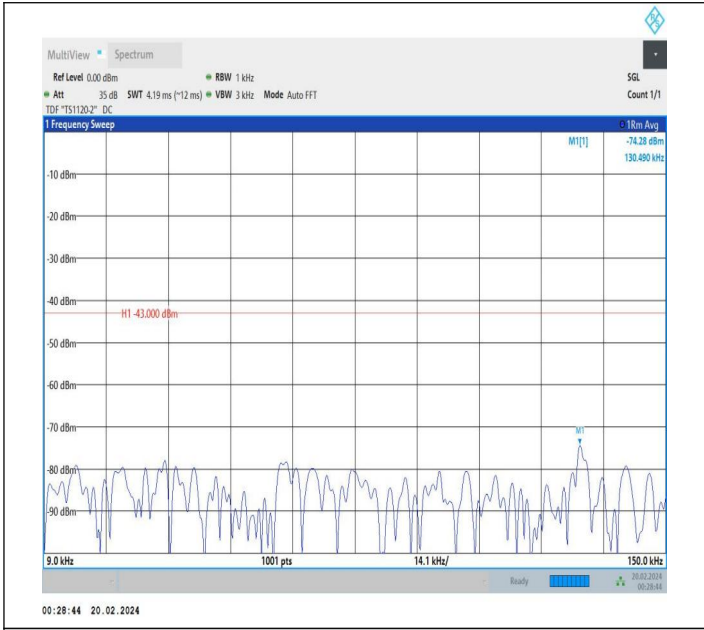 R S
MultiView Spectrum
Ref Level 0.00 dBm RBW 1 kHz SGL
Att 35 dB SWT 4.19 ms (~12 ms) VBW 3 kHz Mode Auto FFT Count 1/1
TDF "TS1120-2" DC
1 Frequency Sweep 1Rm Avg
M1[1] -74.28 dBm
130.490 kHz
-10 dBm
-20 dBm
-30 dBm
-40 dBm
H1 -43.000 dBm
-50 dBm
-60 dBm
-70 dBm
M1
-80 dBm
-90 dBm
9.0 kHz 1001 pts 14.1 kHz/ 150.0 kHz
Ready 20.02.2024
00:28:44
00:28:44 20.02.2024